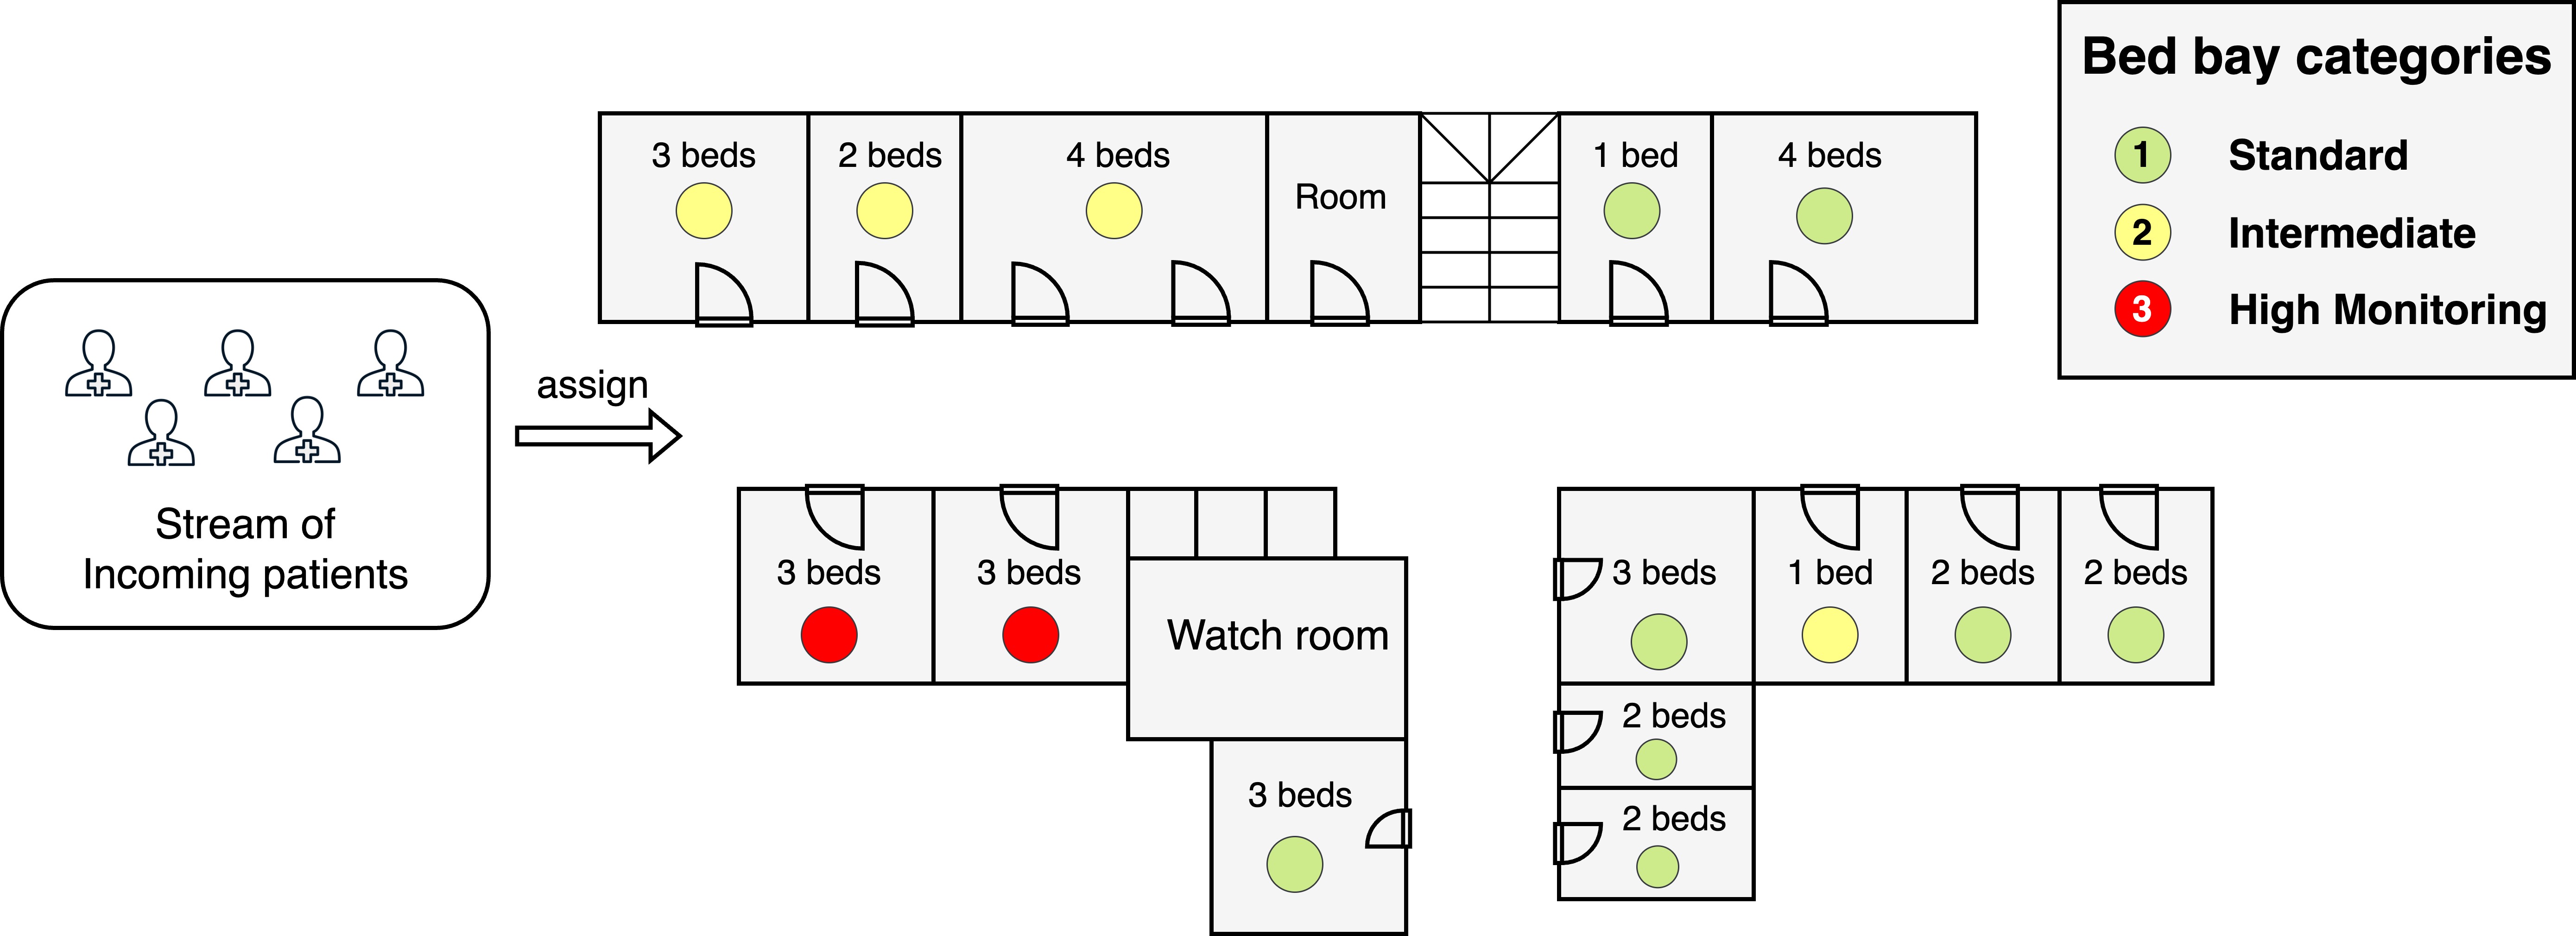 Bed bay categories
1 Standard
2 Intermediate
3 High Monitoring
3 beds
2 beds
4 beds
Room
1 bed
4 beds
assign
Stream of
Incoming patients
3 beds
3 beds
Watch room
3 beds
3 beds
1 bed
2 beds
2 beds
2 beds
2 beds